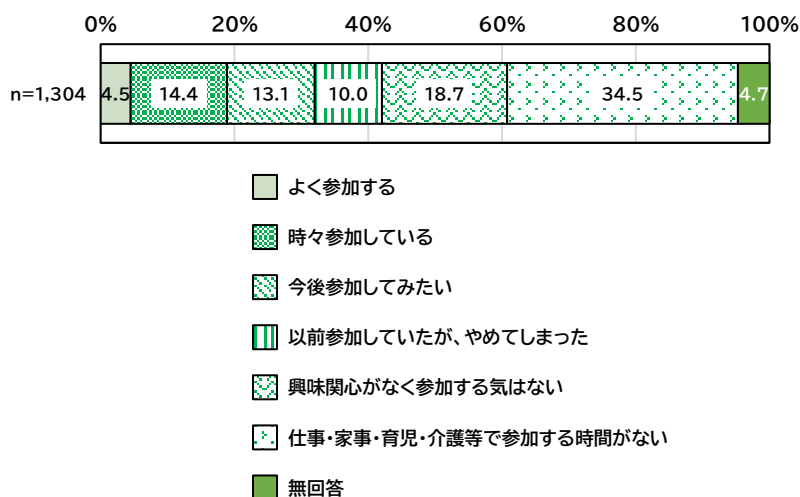 0% 20% 40% 60% 80% 100%
n=1,304 4.5 14.4 13.1 10.0 18.7 34.5 4.7
よく参加する
時々参加している
今後参加してみたい
以前参加していたが、やめてしまった
興味関心がなく参加する気はない
仕事・家事・育児・介護等で参加する時間がない
無回答